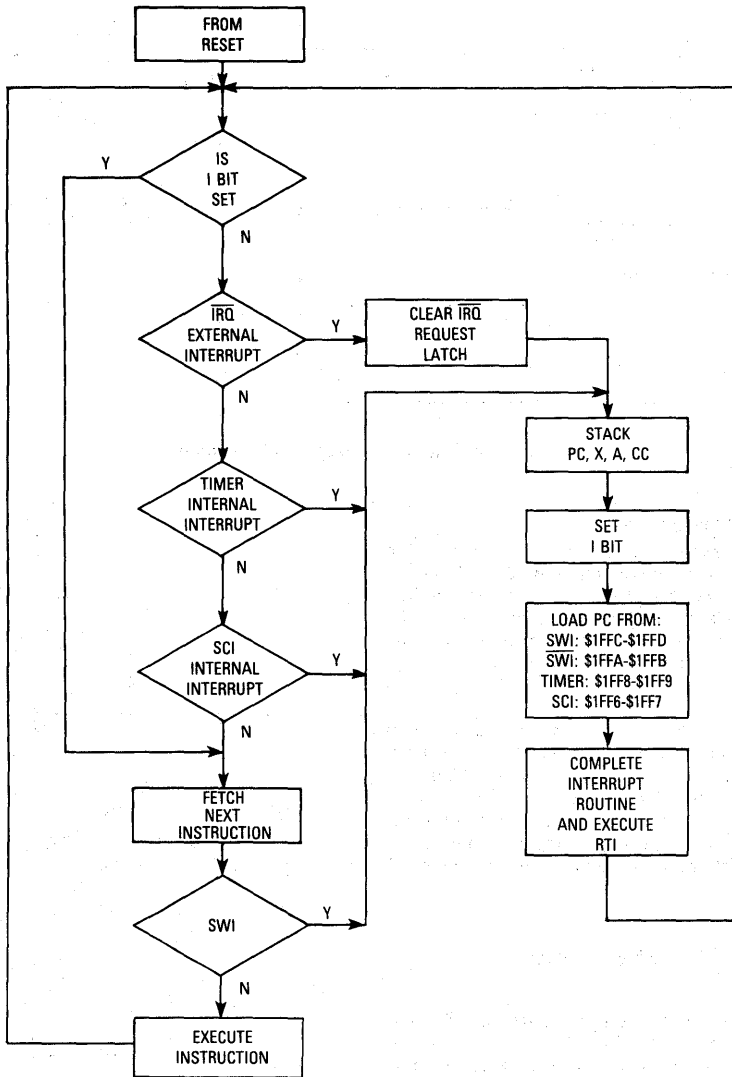 FROM
RESET
Y
IS
I BIT
SET
N
IRQ
EXTERNAL
INTERRUPT
Y
CLEAR IRQ
REQUEST
LATCH
N
TIMER
INTERNAL
INTERRUPT
Y
N
SCI
INTERNAL
INTERRUPT
Y
N
FETCH
NEXT
INSTRUCTION
SWI
Y
N
EXECUTE
INSTRUCTION
STACK
PC, X, A, CC
SET
I BIT
LOAD PC FROM:
SWI: $1FFC-$1FFD
SWI: $1FFA-$1FFB
TIMER: $1FF8-$1FF9
SCI: $1FF6-$1FF7
COMPLETE
INTERRUPT
ROUTINE
AND EXECUTE
RTI